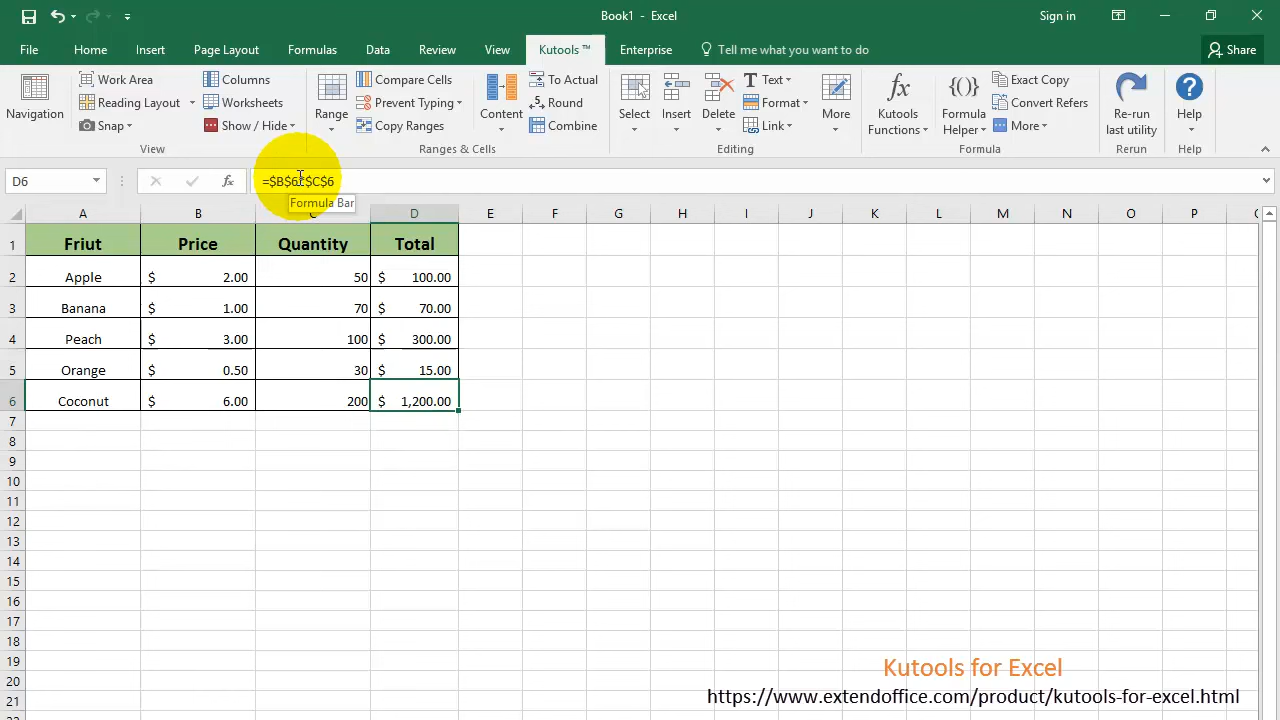 Book1 - Excel
Sign in
File Home Insert Page Layout Formulas Data Review View Kutools ™ Enterprise Tell me what you want to do Share
Navigation
Work Area
Reading Layout
Snap
Columns
Worksheets
Show / Hide
View
Range
Compare Cells
Prevent Typing
Copy Ranges
Content
To Actual
Round
Combine
Ranges & Cells
Select
Insert
Delete
Text
Format
Link
More
Editing
Kutools Functions
Formula Helper
Exact Copy
Convert Refers
More
Formula
Re-run last utility
Help
Help
D6 fx =$B$6*$C$6
Formula Bar
A B C D E F G H I J K L M N O P
1 Friut Price Quantity Total
2 Apple $ 2.00 50 $ 100.00
3 Banana $ 1.00 70 $ 70.00
4 Peach $ 3.00 100 $ 300.00
5 Orange $ 0.50 30 $ 15.00
6 Coconut $ 6.00 200 $ 1,200.00
7
8
9
10
11
12
13
14
15
16
17
18
19
20
21
Kutools for Excel
https://www.extendoffice.com/product/kutools-for-excel.html